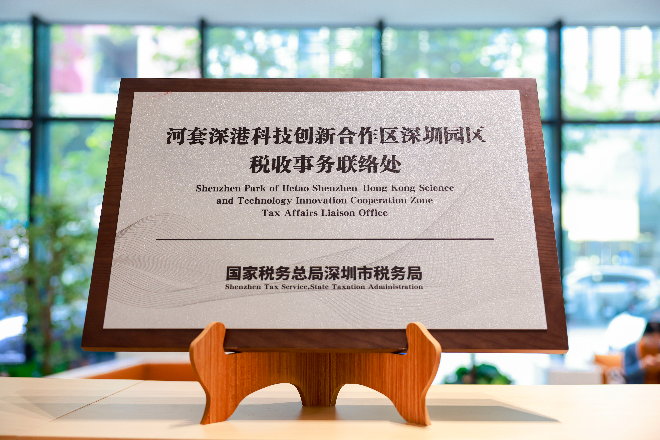 河套深港科技创新合作区深圳园区
税收事务联络处
Shenzhen Park of Hetao Shenzhen-Hong Kong Science
and Technology Innovation Cooperation Zone
Tax Affairs Liaison Office
国家税务总局深圳市税务局
Shenzhen Tax Service,State Taxation Administration